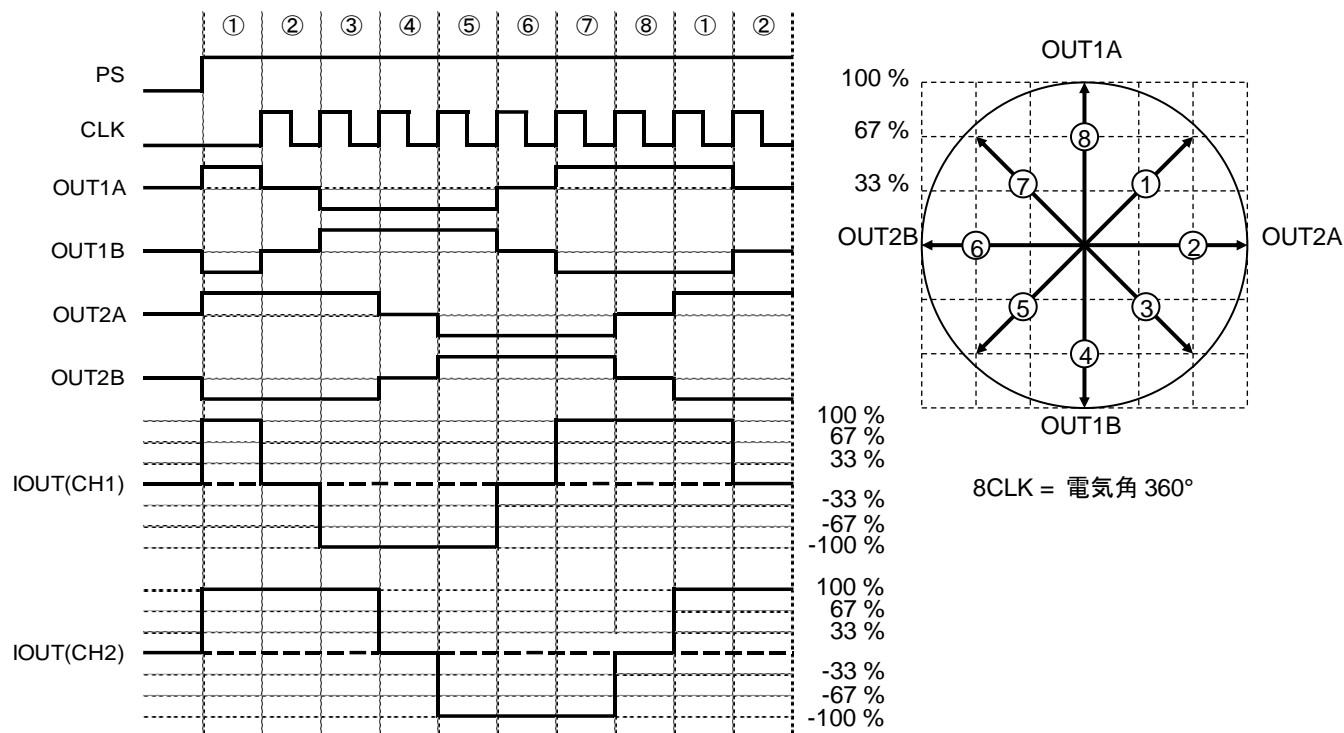 ① ② ③ ④ ⑤ ⑥ ⑦ ⑧ ① ②
PS
CLK
OUT1A
OUT1B
OUT2A
OUT2B
IOUT(CH1)
100 %
67 %
33 %
-33 %
-67 %
-100 %
IOUT(CH2)
100 %
67 %
33 %
-33 %
-67 %
-100 %
OUT1A
100 %
67 %
33 %
OUT2B
OUT2A
OUT1B
⑧
⑦
①
⑥
②
⑤
③
④
8CLK = 電気角 360°